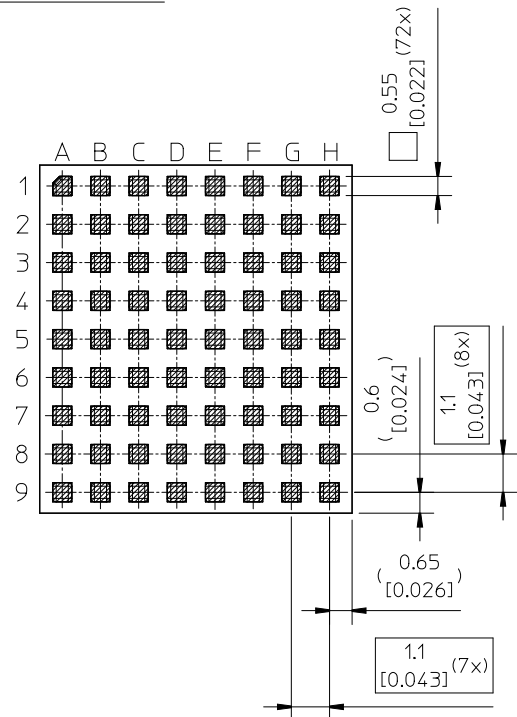 0.55 (72x)
[0.022]
A B C D E F G H
1
2
3
4
5
6
7
8
9
( 0.6 )
[0.024]
1.1 (8x)
[0.043]
( 0.65 )
[0.026]
1.1 (7x)
[0.043]